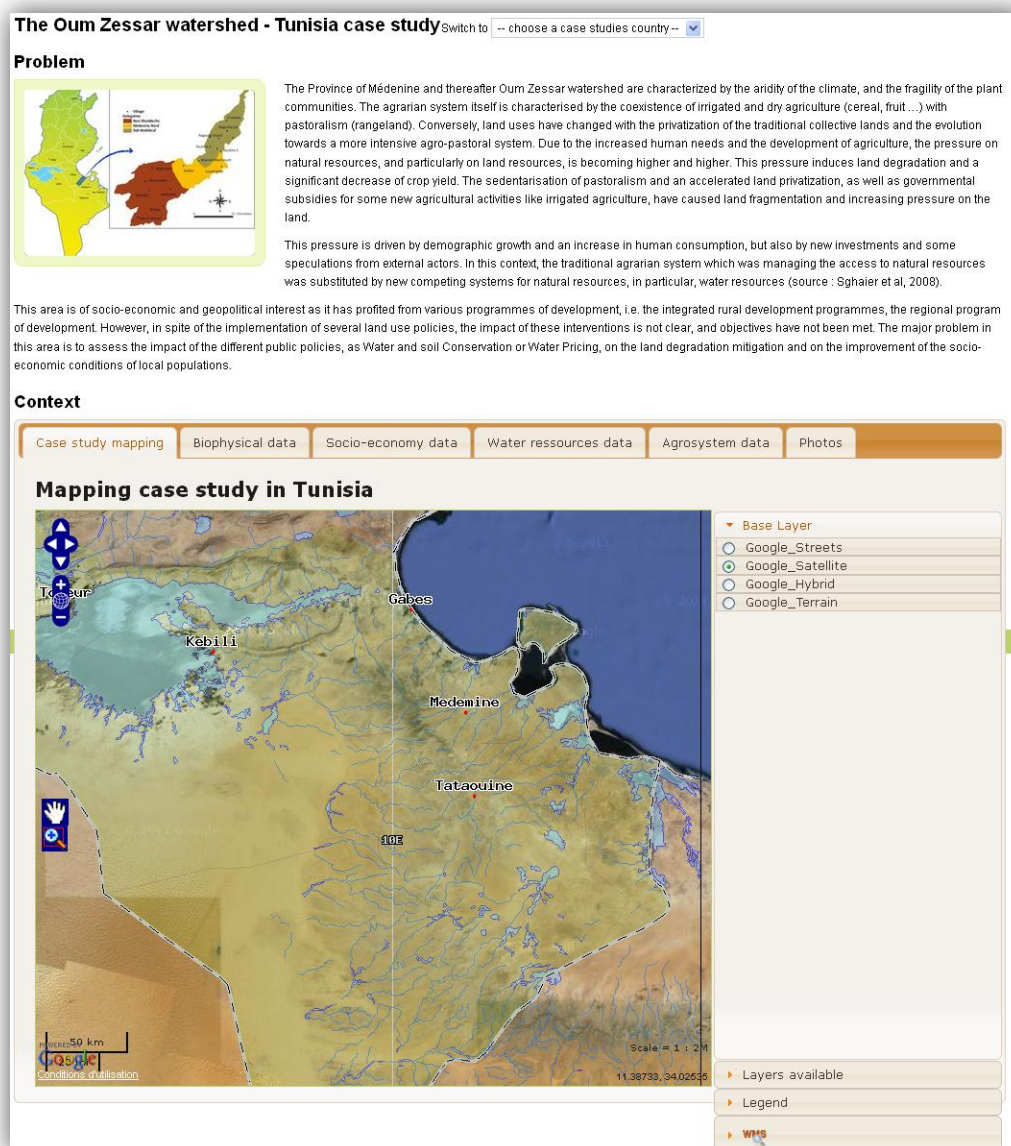 The Oum Zessar watershed - Tunisia case study Switch to -- choose a case studies country --
Problem
The Province of Médenine and thereafter Oum Zessar watershed are characterized by the aridity of the climate, and the fragility of the plant
communities. The agrarian system itself is characterised by the coexistence of irrigated and dry agriculture (cereal, fruit ...) with
pastoralism (rangeland). Conversely, land uses have changed with the privatization of the traditional collective lands and the evolution
towards a more intensive agro-pastoral system. Due to the increased human needs and the development of agriculture, the pressure on
natural resources, and particularly on land resources, is becoming higher and higher. This pressure induces land degradation and a
significant decrease of crop yield. The sedentarisation of pastoralism and an accelerated land privatization, as well as governmental
subsidies for some new agricultural activities like irrigated agriculture, have caused land fragmentation and increasing pressure on the
land.
This pressure is driven by demographic growth and an increase in human consumption, but also by new investments and some
speculations from external actors. In this context, the traditional agrarian system which was managing the access to natural resources
was substituted by new competing systems for natural resources, in particular, water resources (source : Sghaier et al, 2008).
This area is of socio-economic and geopolitical interest as it has profited from various programmes of development, i.e. the integrated rural development programmes, the regional program
of development. However, in spite of the implementation of several land use policies, the impact of these interventions is not clear, and objectives have not been met. The major problem in
this area is to assess the impact of the different public policies, as Water and soil Conservation or Water Pricing, on the land degradation mitigation and on the improvement of the socio-
economic conditions of local populations.
Context
Case study mapping Biophysical data Socio-economy data Water ressources data Agrosystem data Photos
Mapping case study in Tunisia
Gabes
Kebili
Medemine
Tataouine
10E
50 km
POWERED BY
Google
Conditions d'utilisation
Scale = 1 : 2M
11.38733, 34.02535
Base Layer
Google_Streets
Google_Satellite
Google_Hybrid
Google_Terrain
Layers available
Legend
WMS